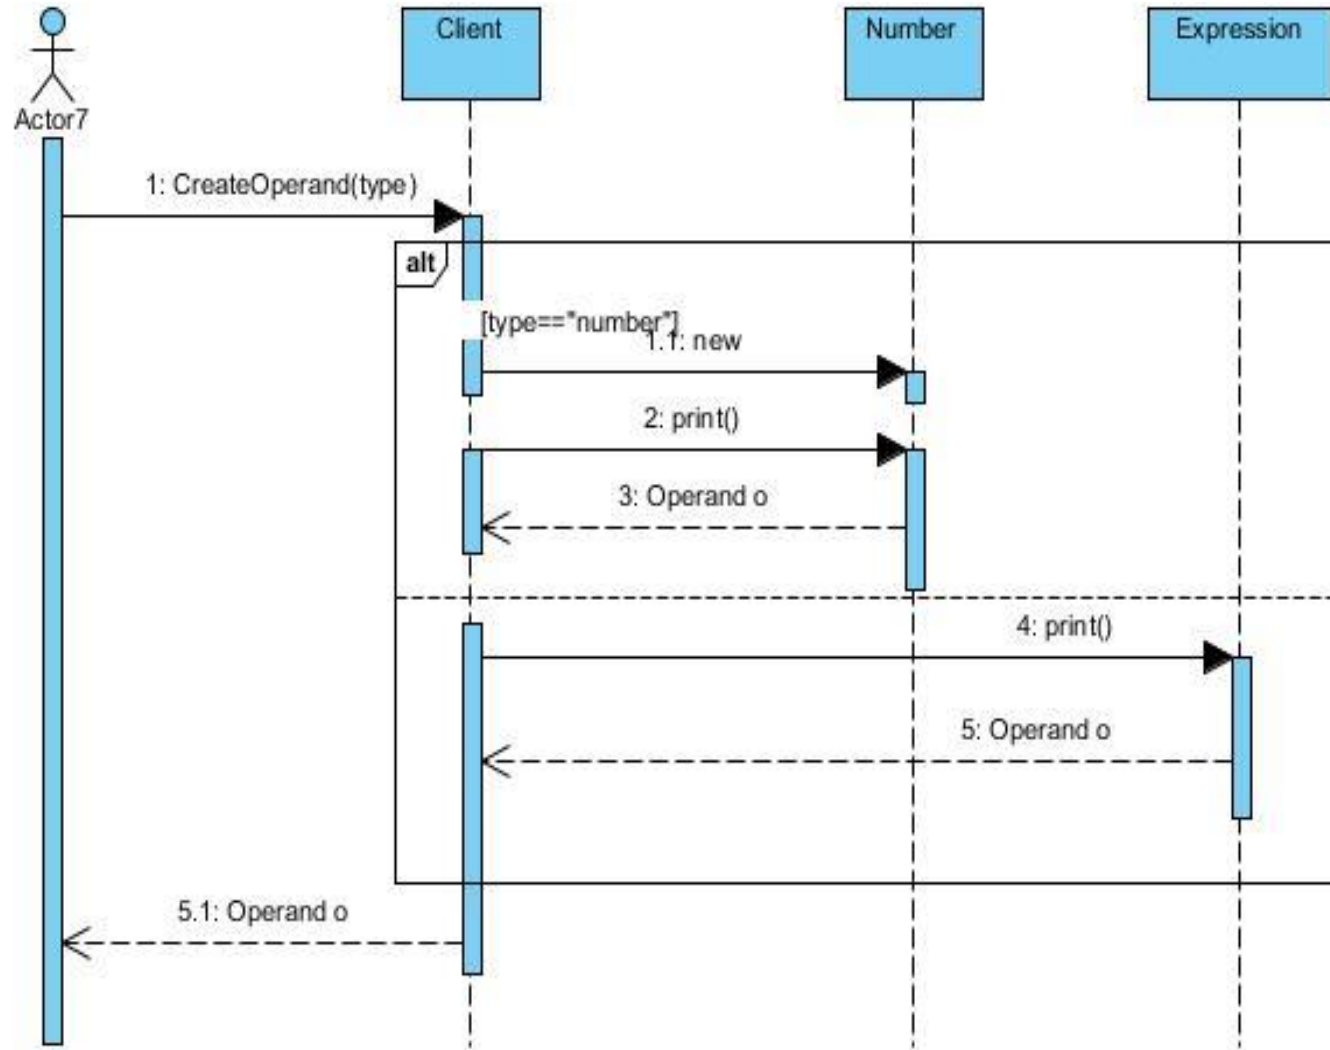 Client
Number
Expression
Actor7
1: CreateOperand(type)
alt
[type=="number"]
1.1: new
2: print()
3: Operand o
4: print()
5: Operand o
5.1: Operand o